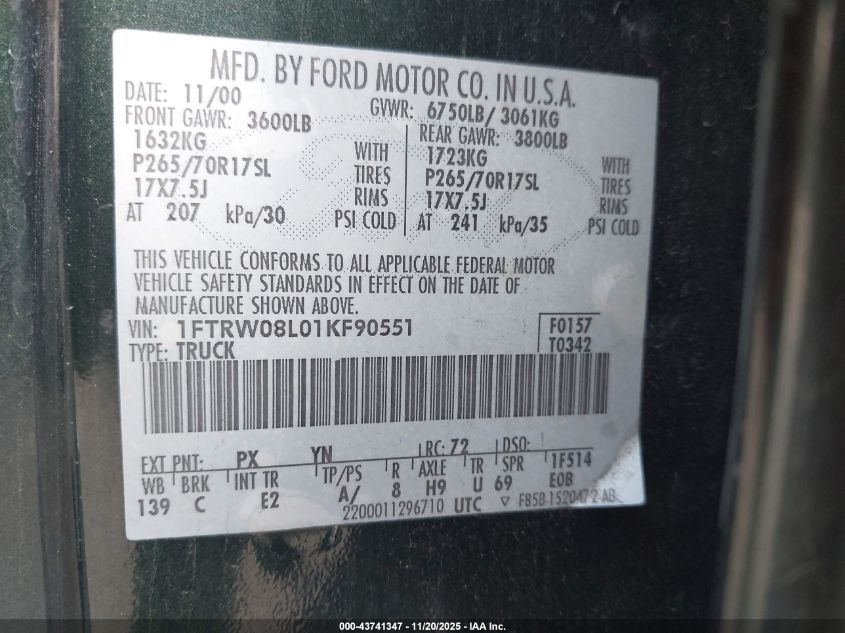 MFD. BY FORD MOTOR CO. IN U.S.A.
DATE: 11/00 GVWR: 6750LB/ 3061KG
FRONT GAWR: 3600LB REAR GAWR: 3800LB
1632KG WITH 1723KG WITH
P265/70R17SL TIRES P265/70R17SL TIRES
17X7.5J RIMS 17X7.5J RIMS
AT 207 kPa/30 PSI COLD AT 241 kPa/35 PSI COLD
THIS VEHICLE CONFORMS TO ALL APPLICABLE FEDERAL MOTOR
VEHICLE SAFETY STANDARDS IN EFFECT ON THE DATE OF
MANUFACTURE SHOWN ABOVE.
VIN: 1FTRW08L01KF90551 F0157
TYPE: TRUCK T0342
EXT PNT: PX YN RC: 72 DSO:
WB BRK INT TR TP/PS R AXLE TR SPR 1F514
139 C E2 A/ 8 H9 U 69 EOB
2200011296710 UTC ▽ F85B-1520472-AB
000-43741347 - 11/20/2025 - IAA Inc.